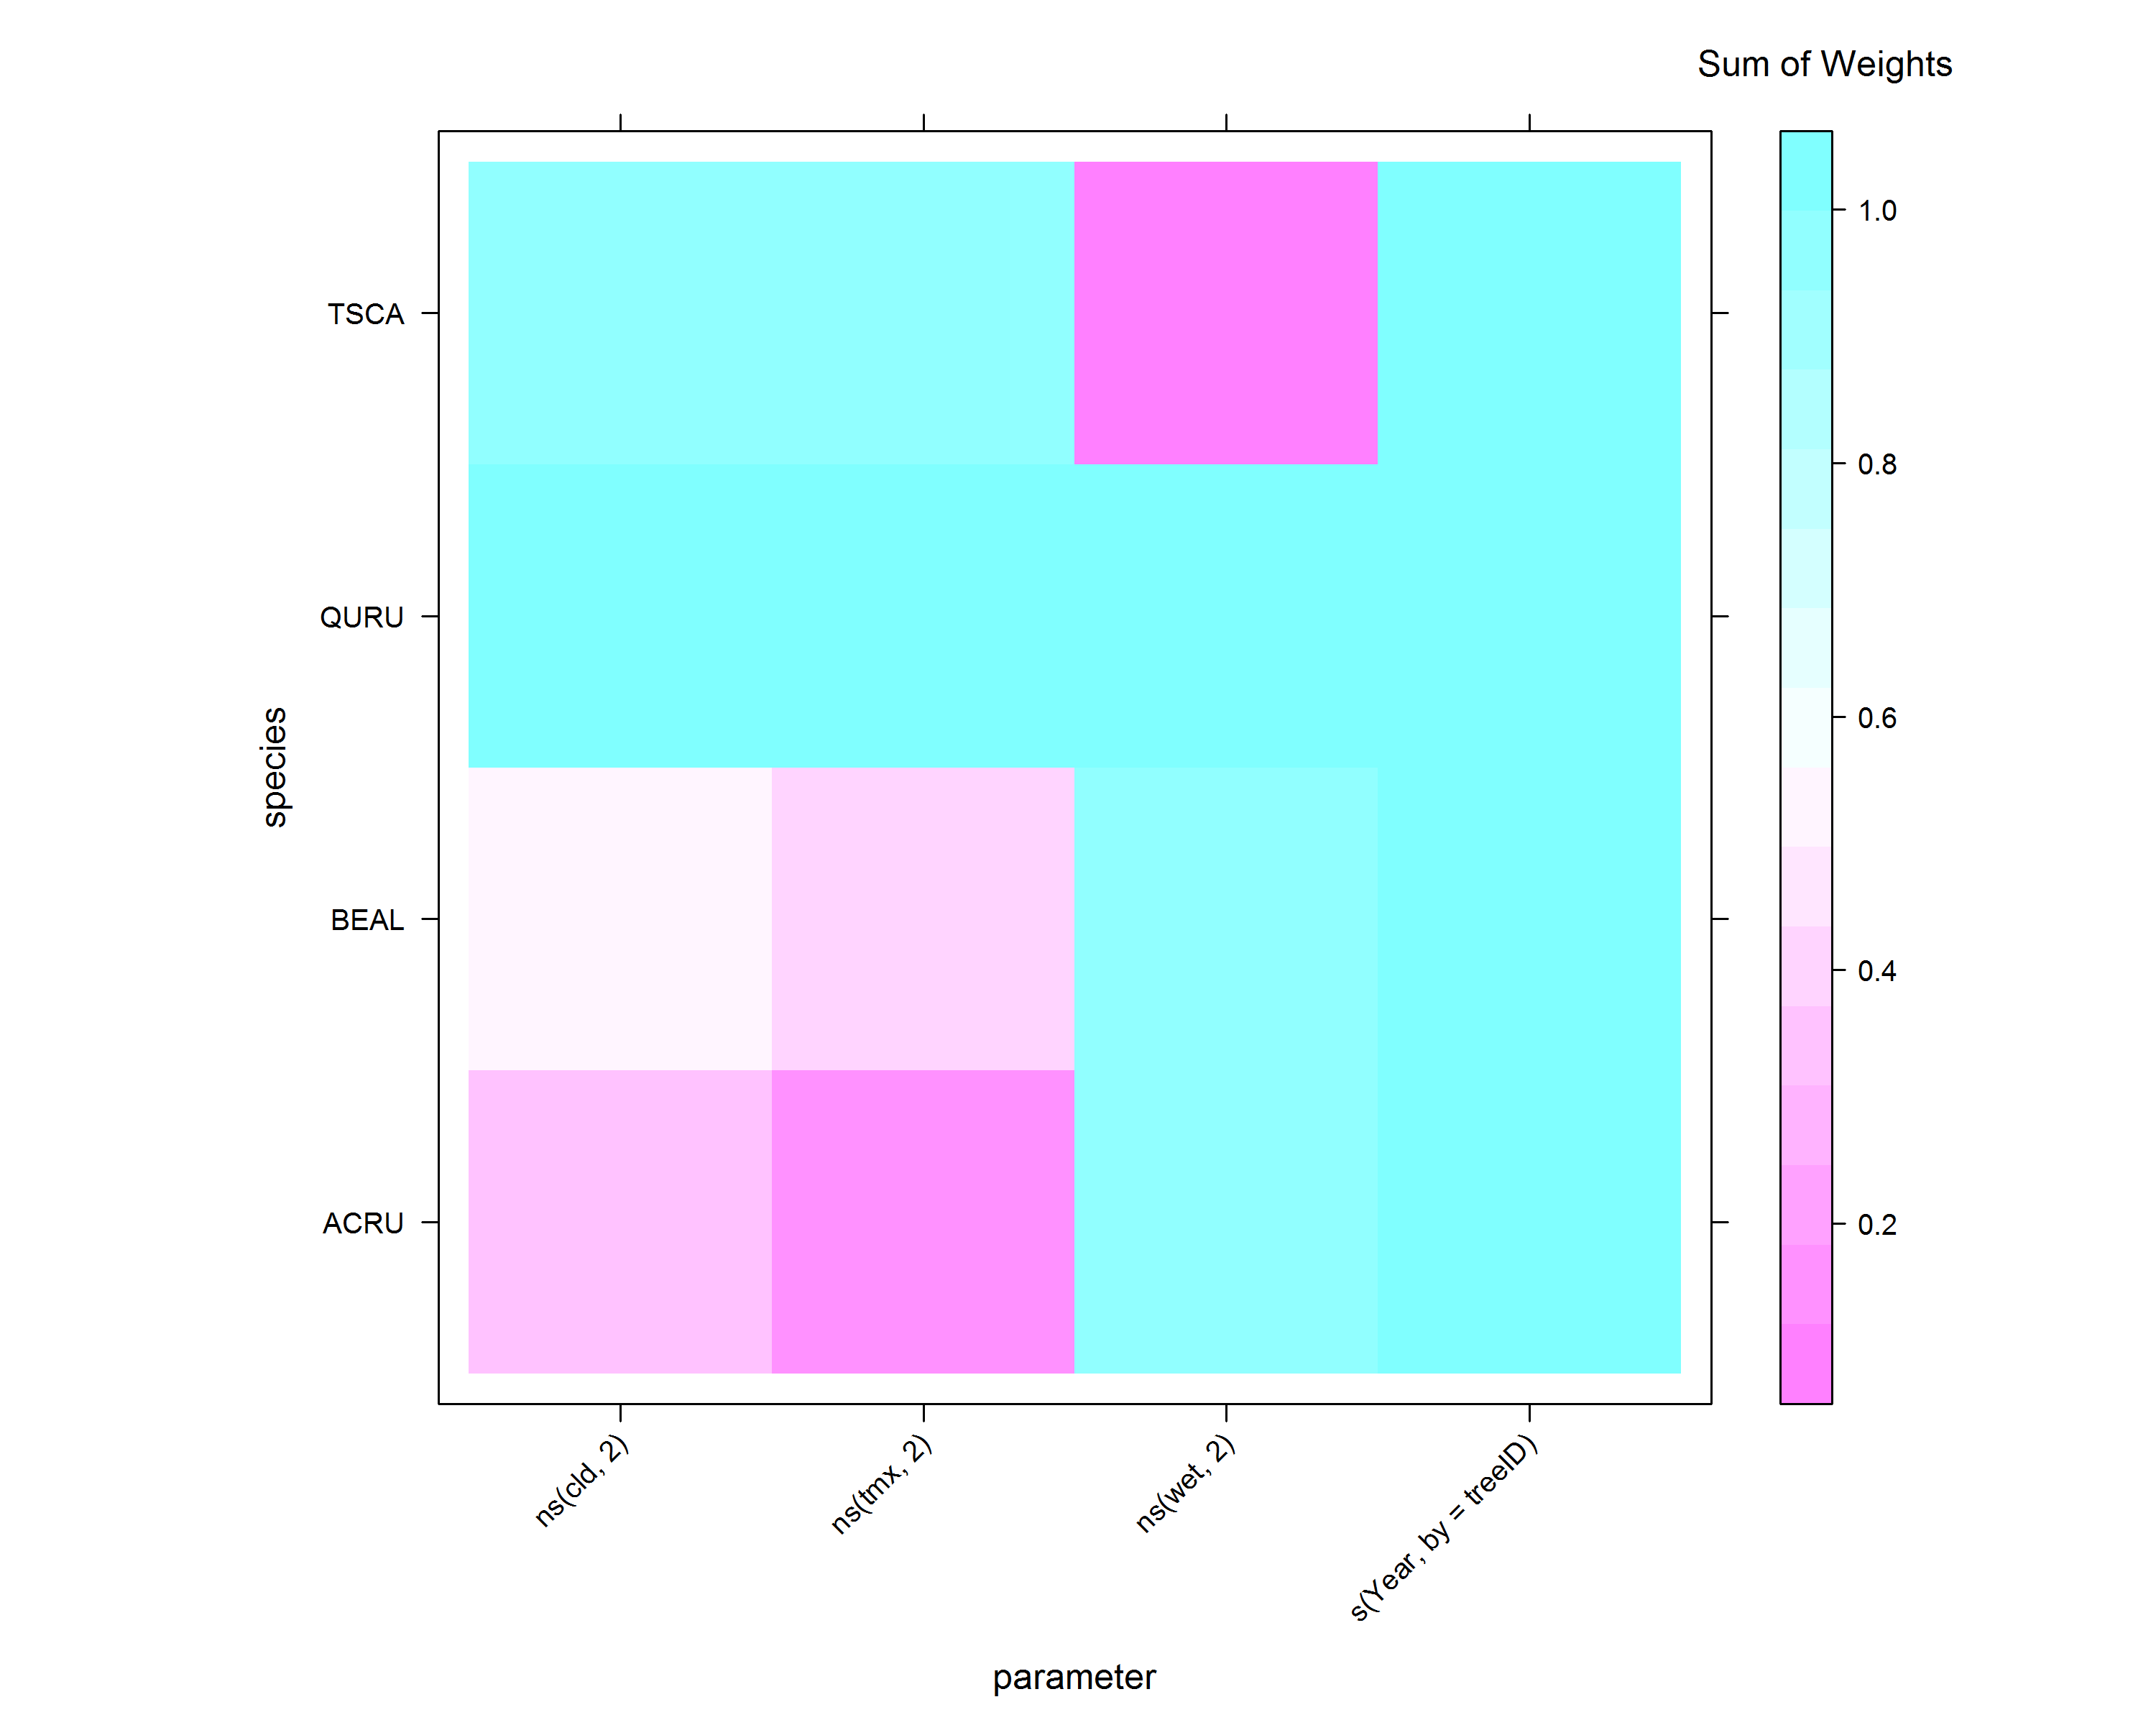 Sum of Weights
1.0
0.8
0.6
0.4
0.2
species
TSCA
QURU
BEAL
ACRU
ns(cld, 2)
ns(tmx, 2)
ns(wet, 2)
s(Year, by = treeID)
parameter